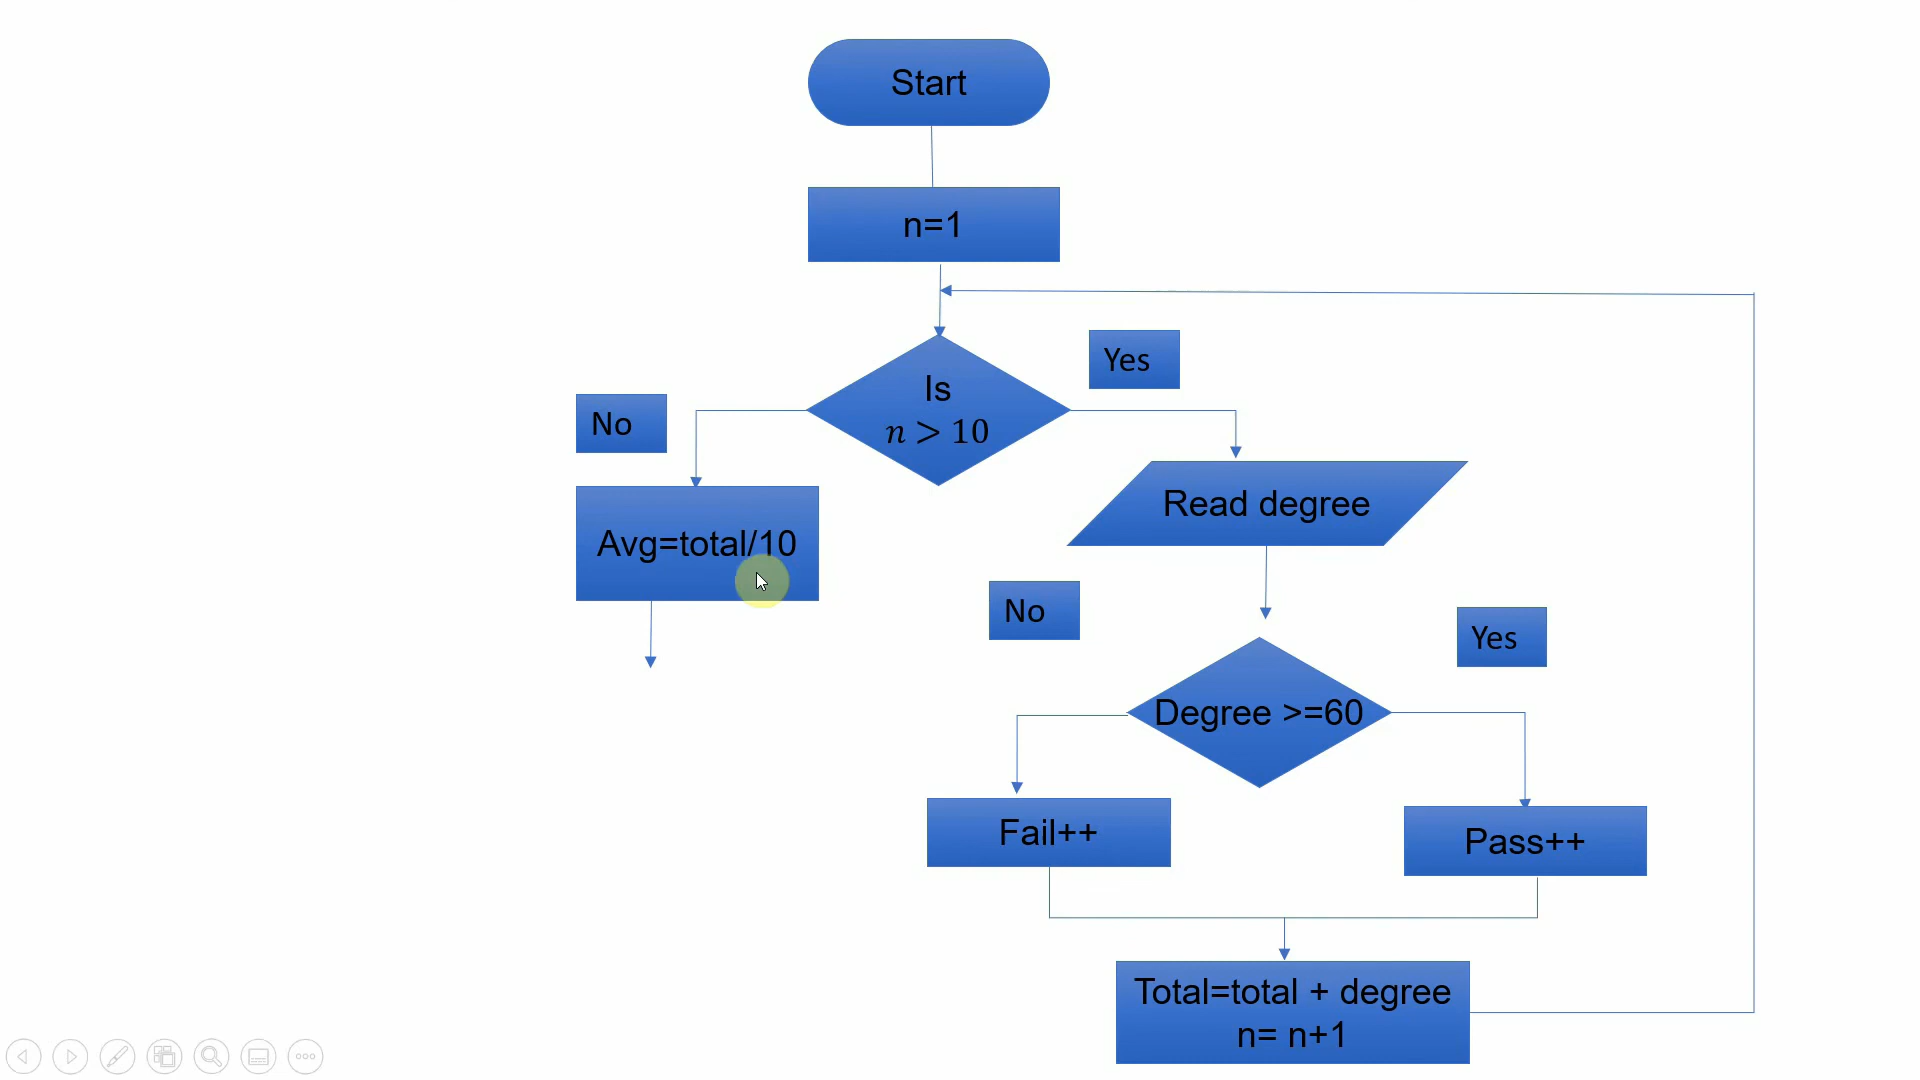 Start
n=1
Is
n > 10
Yes
No
Avg=total/10
Read degree
No
Yes
Degree >=60
Fail++
Pass++
Total=total + degree
n= n+1